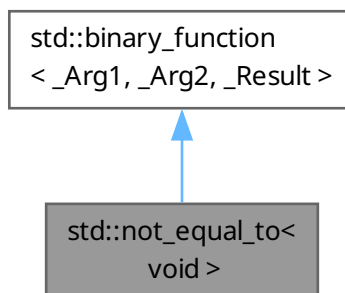 std::binary_function
< _Arg1, _Arg2, _Result >
std::not_equal_to<
void >